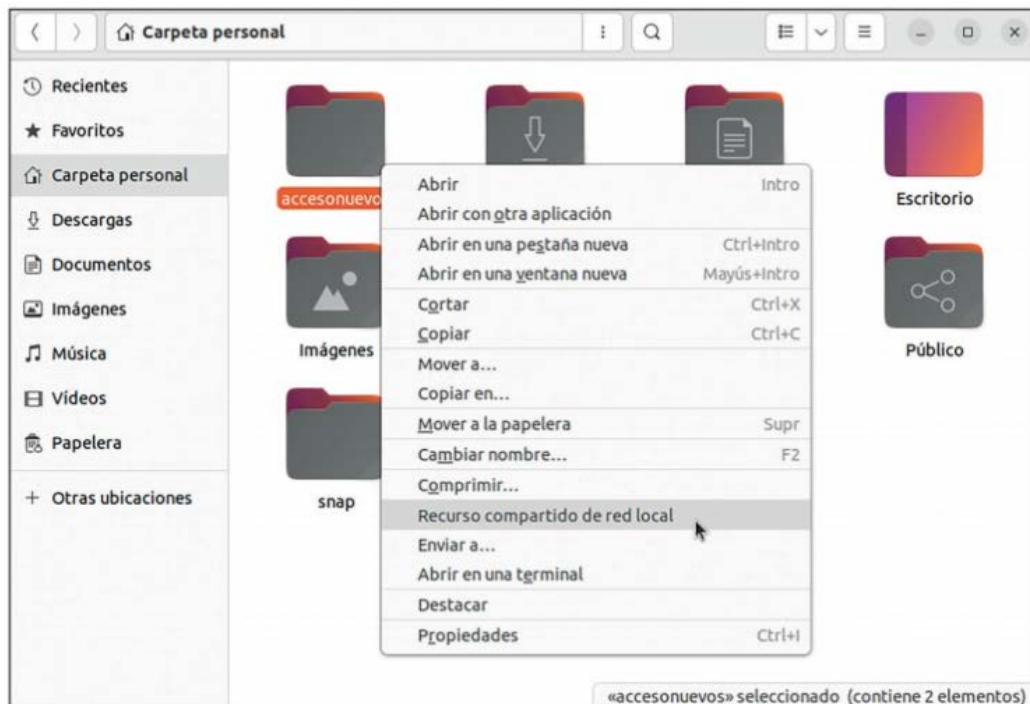 Carpeta personal
Recientes
Favoritos
Carpeta personal
Descargas
Documentos
Imágenes
Música
Vídeos
Papelera
+ Otras ubicaciones
accesonuevo
Escritorio
Imágenes
Público
snap
Abrir Intro
Abrir con otra aplicación
Abrir en una pestaña nueva Ctrl+Intro
Abrir en una ventana nueva Mayús+Intro
Cortar Ctrl+X
Copiar Ctrl+C
Mover a...
Copiar en...
Mover a la papelera Supr
Cambiar nombre... F2
Comprimir...
Recurso compartido de red local
Enviar a...
Abrir en una terminal
Destacar
Propiedades Ctrl+I
«accesonuevos» seleccionado (contiene 2 elementos)